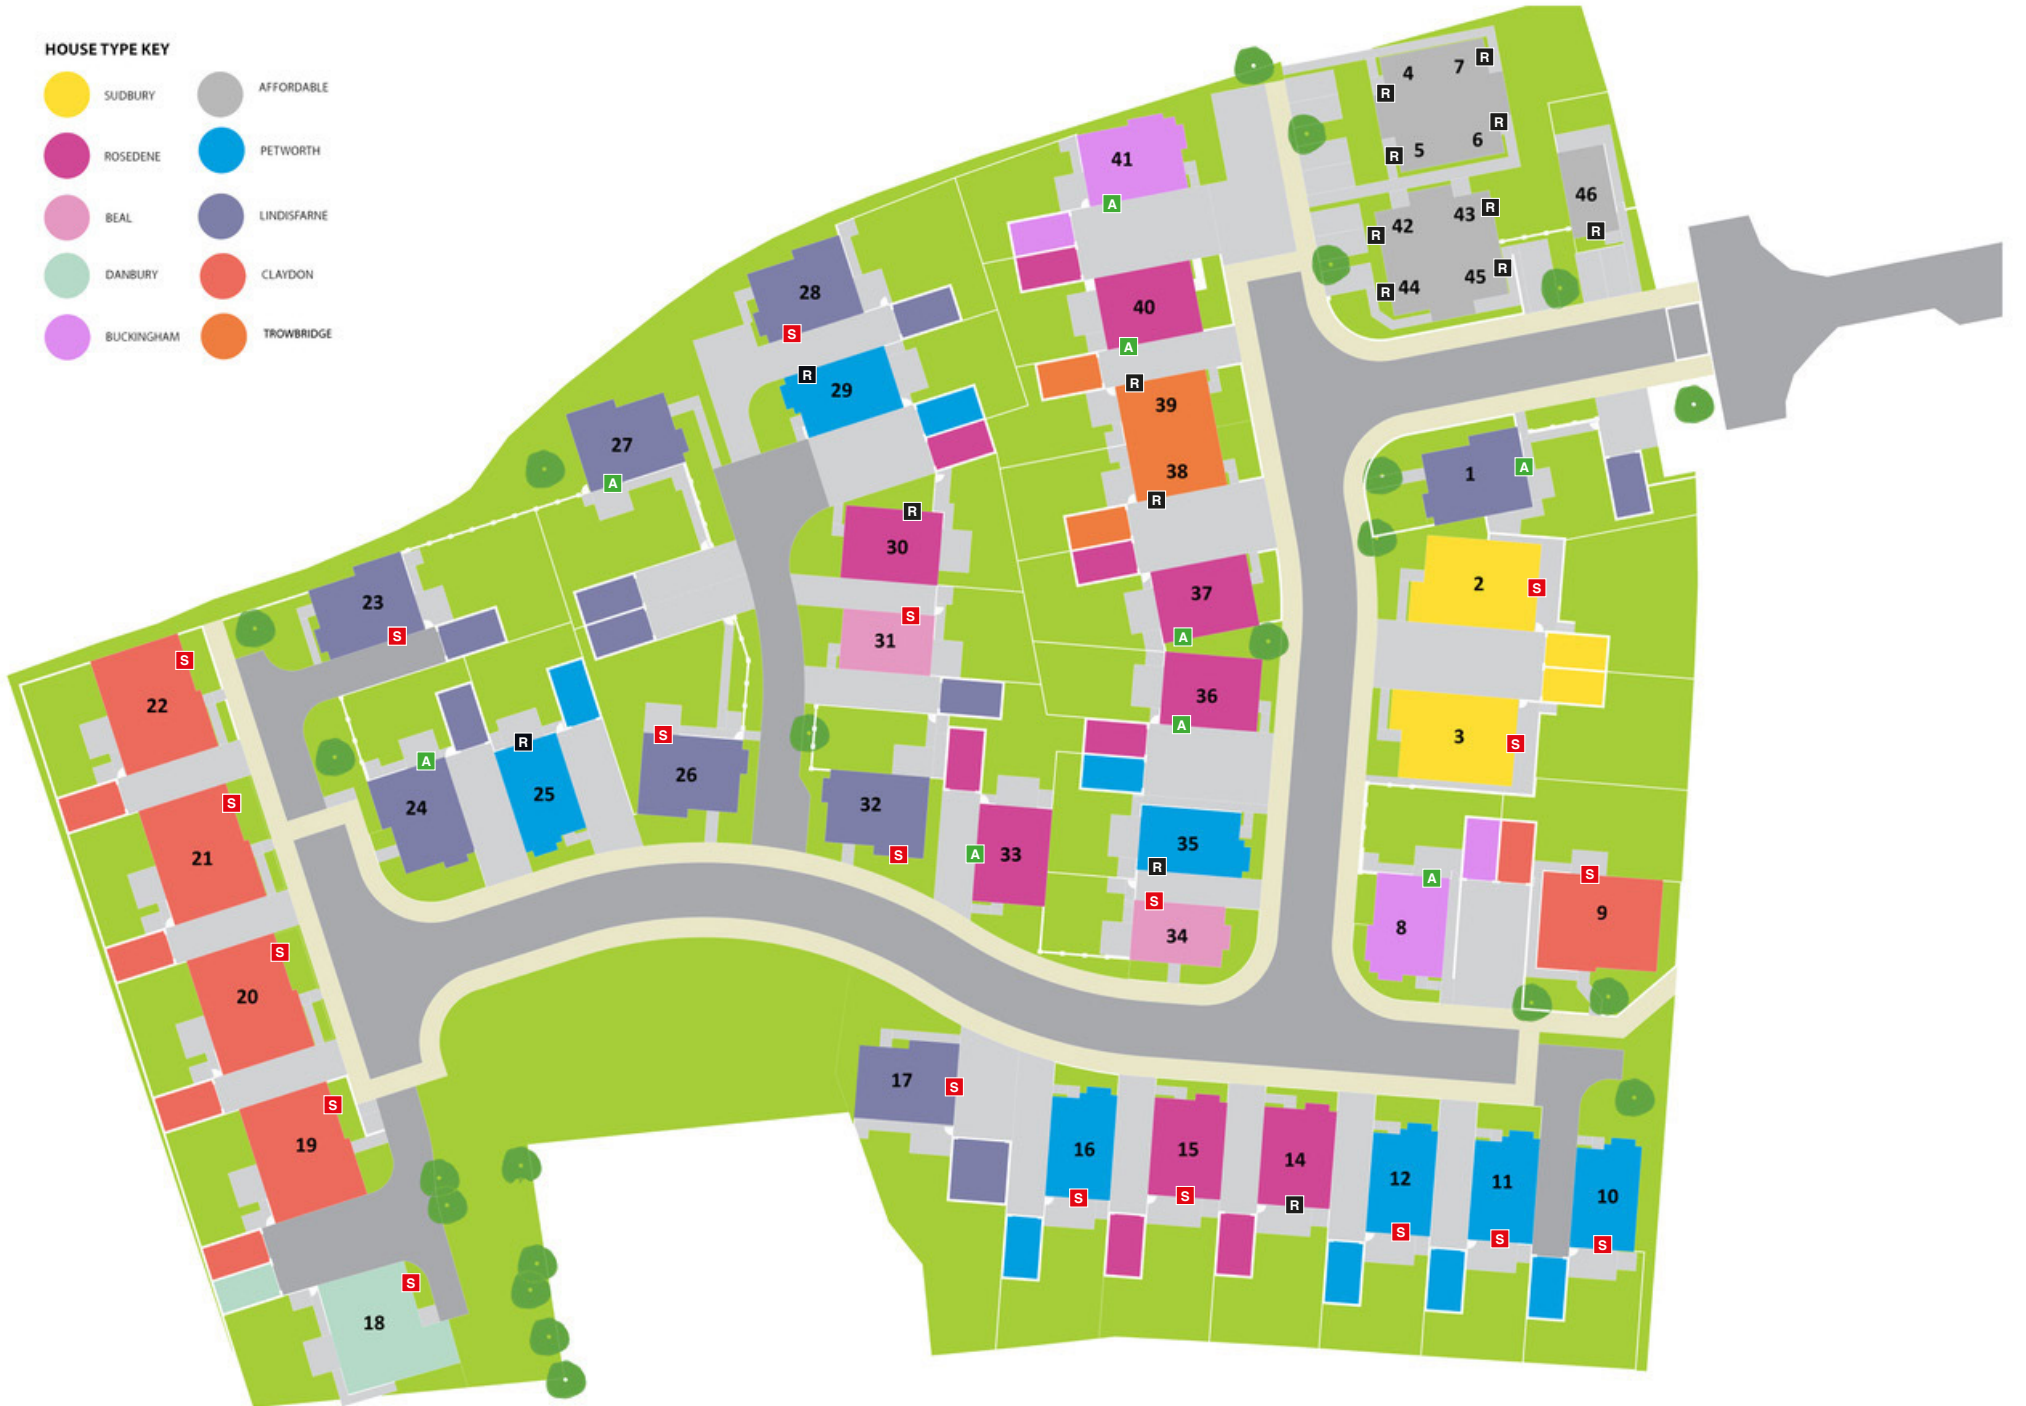 HOUSE TYPE KEY
SUDBURY
AFFORDABLE
ROSEDENE
PETWORTH
BEAL
LINDISFARNE
DANBURY
CLAYDON
BUCKINGHAM
TROWBRIDGE
4
7
R
R
R
5
6
R
41
A
46
R
42
43
R
R
44
45
R
R
28
S
40
A
R
29
R
39
38
R
27
A
1
A
30
R
2
S
23
S
31
S
37
A
22
S
36
A
3
S
24
A
25
R
26
S
32
S
33
A
35
R
21
S
34
S
8
A
9
S
20
S
17
S
19
S
16
S
15
S
14
R
12
S
11
S
10
S
18
S